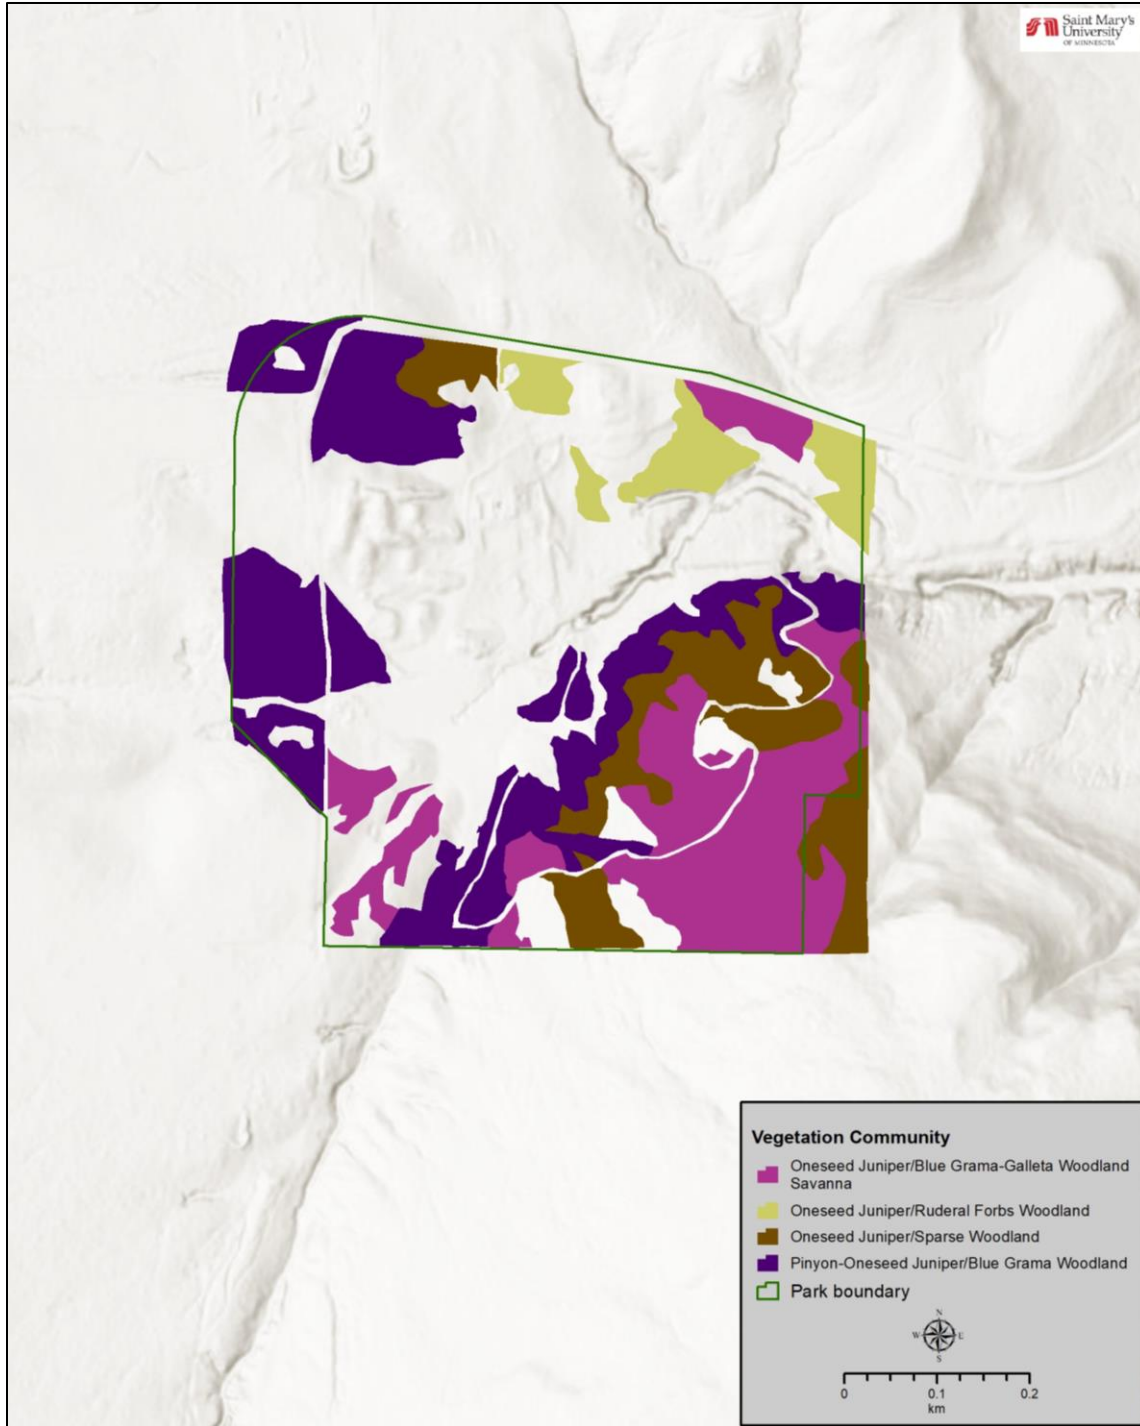 Saint Mary's
University
OF MINNESOTA
Vegetation Community
Oneseed Juniper/Blue Grama-Galleta Woodland
Savanna
Oneseed Juniper/Ruderal Forbs Woodland
Oneseed Juniper/Sparse Woodland
Pinyon-Oneseed Juniper/Blue Grama Woodland
Park boundary
N
W E
S
0 0.1 0.2
km